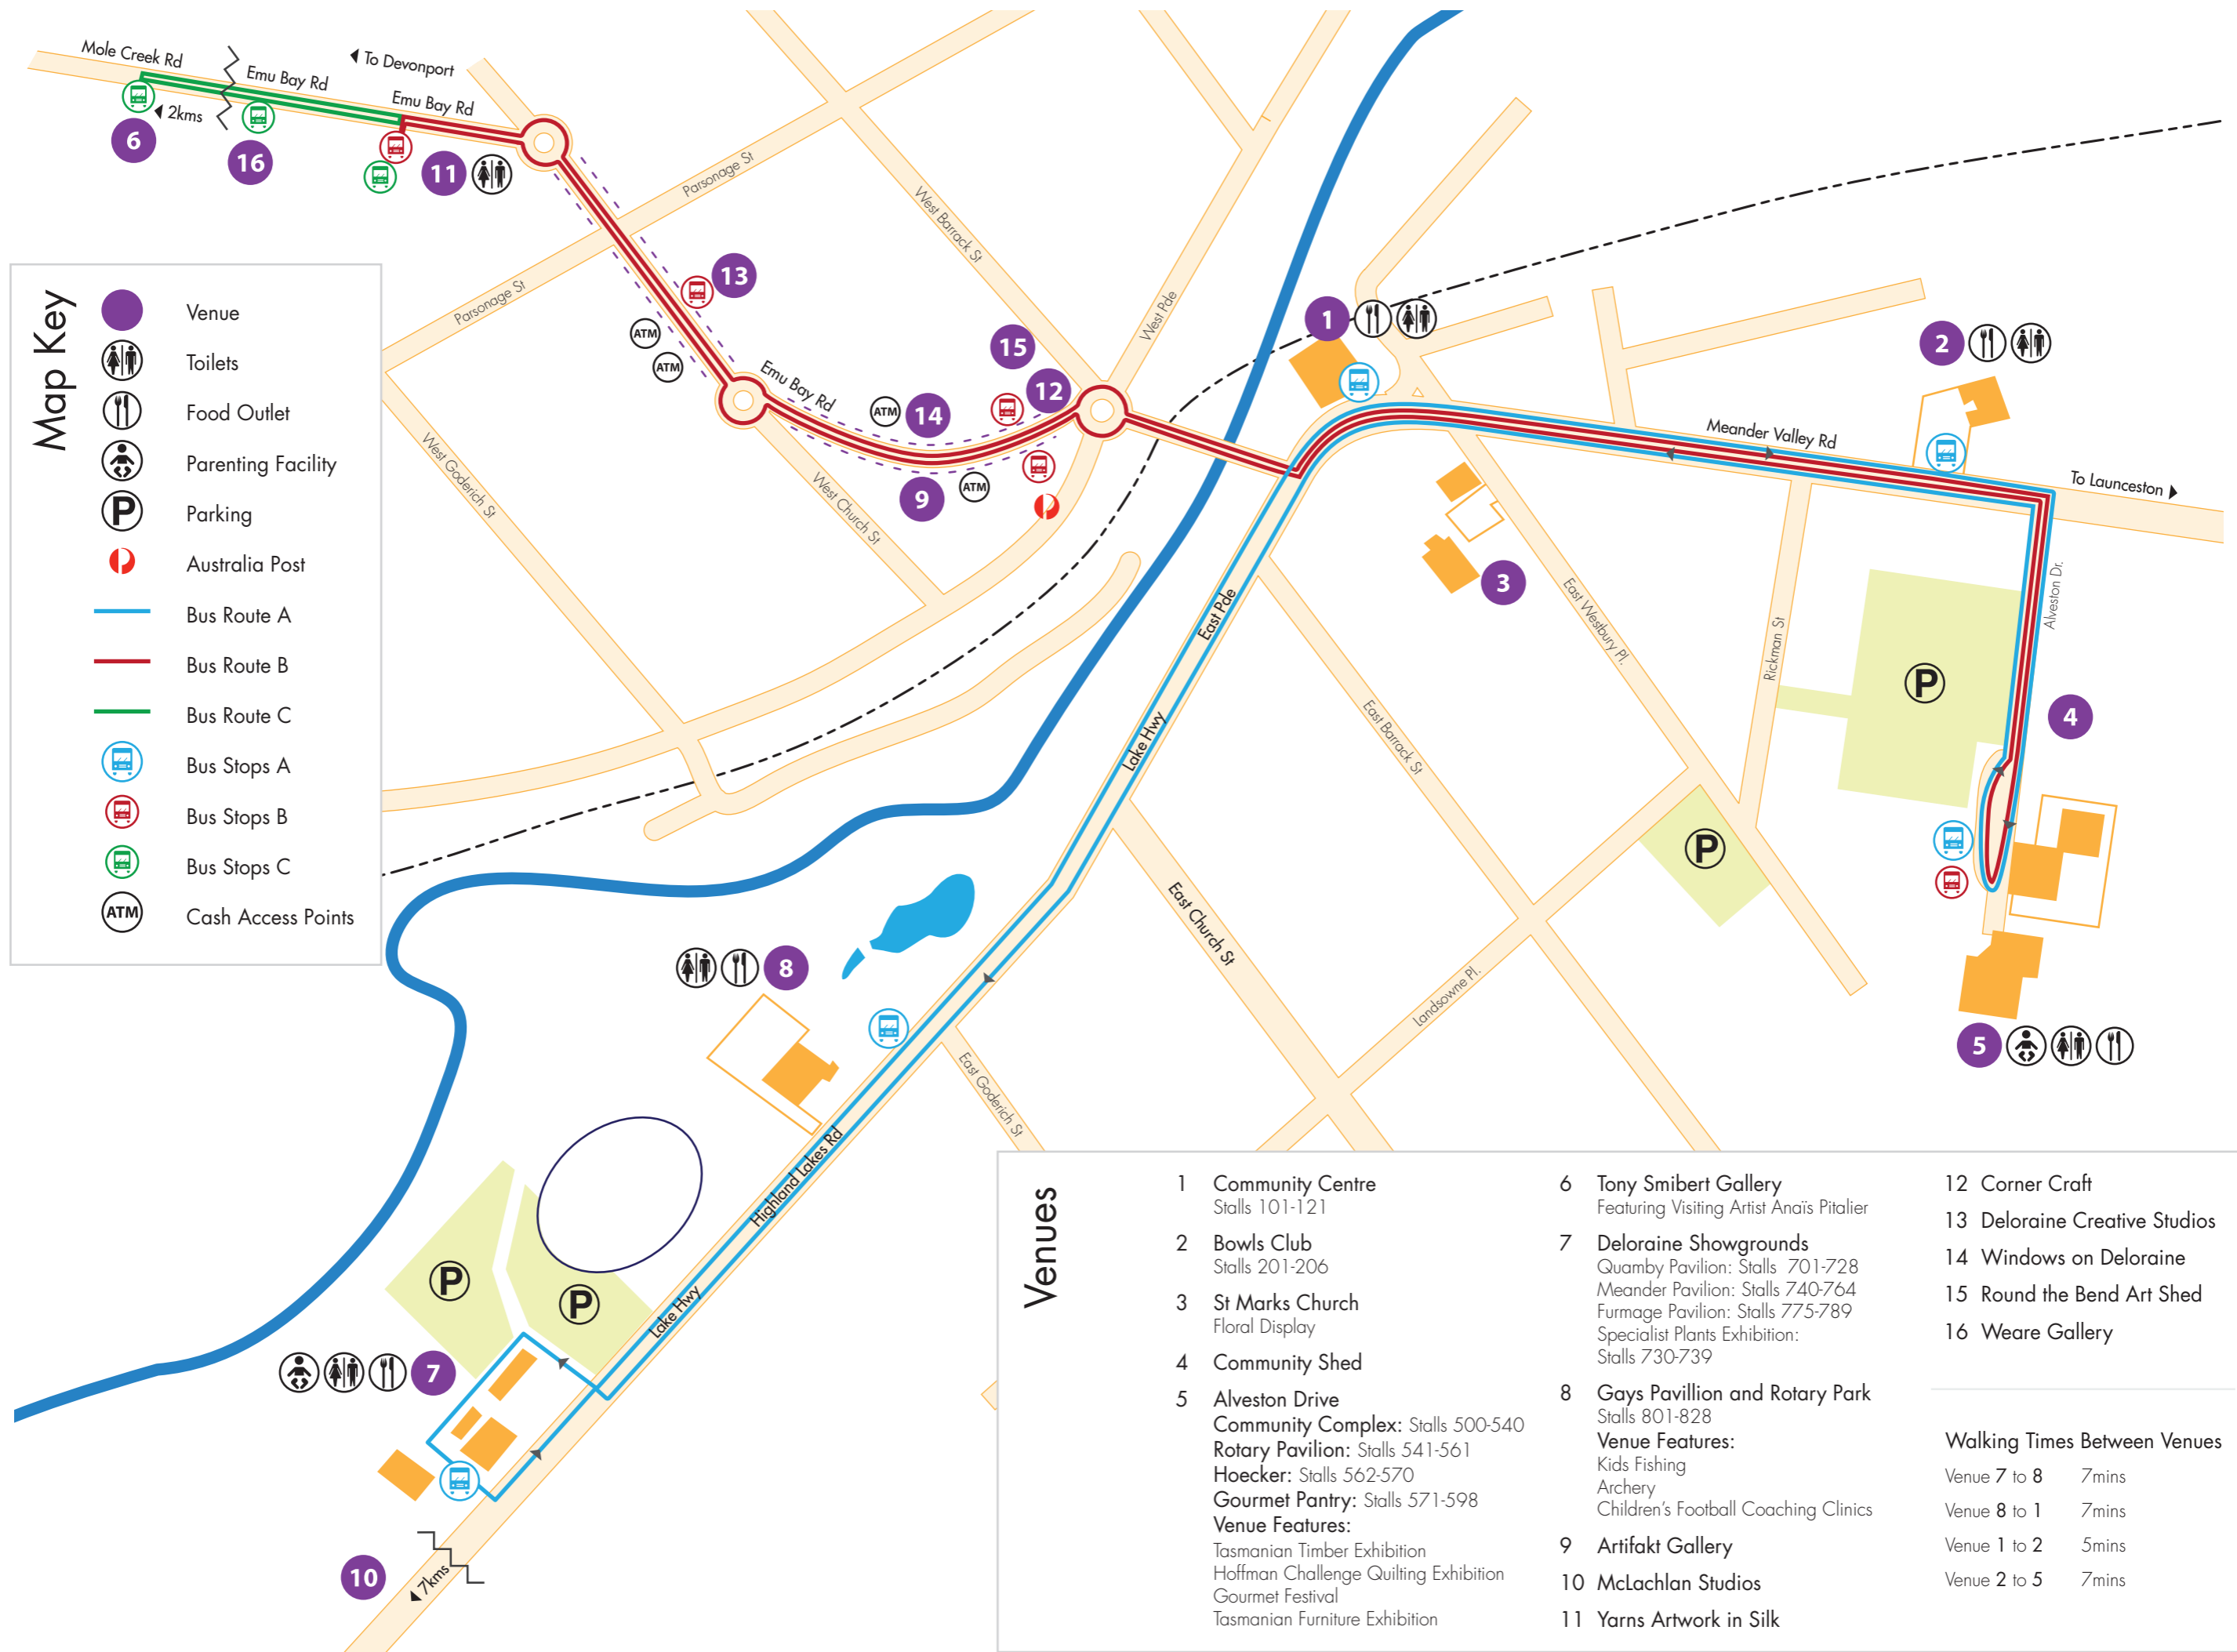 Mole Creek Rd
Emu Bay Rd
To Devonport
Emu Bay Rd
2kms
6
16
11
Parsonage St
Parsonage St
West Barrack St
West Pde
13
ATM
ATM
Emu Bay Rd
15
12
ATM
14
9
ATM
West Goderich St
West Church St
1
2
Meander Valley Rd
To Launceston
3
East Pde
East Westbury Pl.
Rickman St
Alveston Dr.
P
4
Lake Hwy
East Barrack St
P
East Church St
Landsowne Pl.
8
East Goderich St
5
Highland Lakes Rd
P
P
Lake Hwy
7
10
7kms
Map Key
Venue
Toilets
Food Outlet
Parenting Facility
P
Parking
Australia Post
Bus Route A
Bus Route B
Bus Route C
Bus Stops A
Bus Stops B
Bus Stops C
ATM
Cash Access Points
Venues
1 Community Centre
Stalls 101-121
2 Bowls Club
Stalls 201-206
3 St Marks Church
Floral Display
4 Community Shed
5 Alveston Drive
Community Complex: Stalls 500-540
Rotary Pavilion: Stalls 541-561
Hoecker: Stalls 562-570
Gourmet Pantry: Stalls 571-598
Venue Features:
Tasmanian Timber Exhibition
Hoffman Challenge Quilting Exhibition
Gourmet Festival
Tasmanian Furniture Exhibition
6 Tony Smibert Gallery
Featuring Visiting Artist Anaïs Pitalier
7 Deloraine Showgrounds
Quamby Pavilion: Stalls 701-728
Meander Pavilion: Stalls 740-764
Furmage Pavilion: Stalls 775-789
Specialist Plants Exhibition:
Stalls 730-739
8 Gays Pavillion and Rotary Park
Stalls 801-828
Venue Features:
Kids Fishing
Archery
Children's Football Coaching Clinics
9 Artifakt Gallery
10 McLachlan Studios
11 Yarns Artwork in Silk
12 Corner Craft
13 Deloraine Creative Studios
14 Windows on Deloraine
15 Round the Bend Art Shed
16 Weare Gallery
Walking Times Between Venues
Venue 7 to 8 7mins
Venue 8 to 1 7mins
Venue 1 to 2 5mins
Venue 2 to 5 7mins